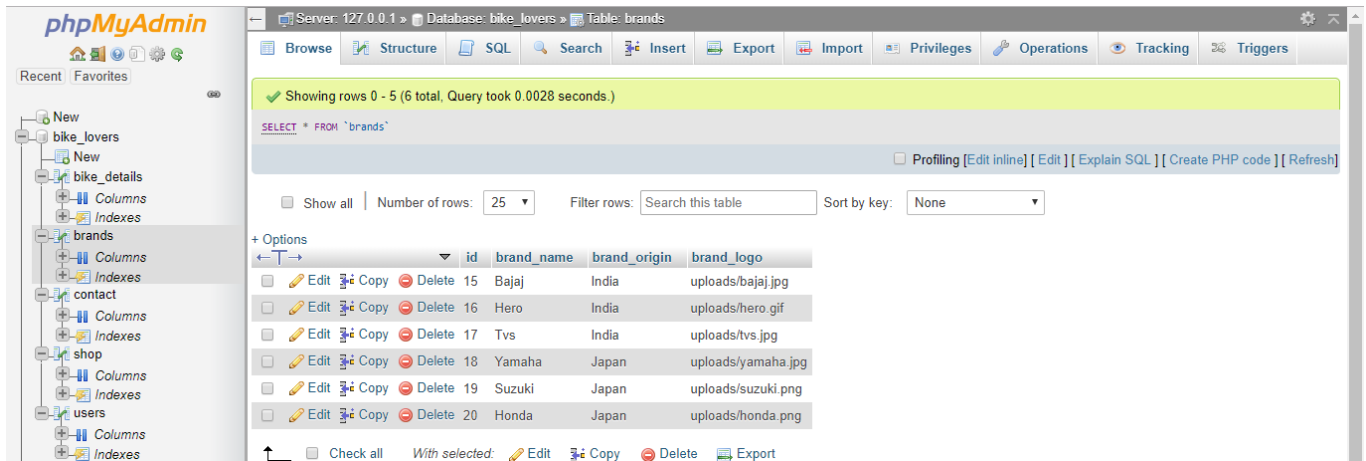 phpMyAdmin
Recent Favorites
New
bike_lovers
New
bike_details
Columns
Indexes
brands
Columns
Indexes
contact
Columns
Indexes
shop
Columns
Indexes
users
Columns
Indexes
Server: 127.0.0.1 » Database: bike_lovers » Table: brands
Browse Structure SQL Search Insert Export Import Privileges Operations Tracking Triggers
Showing rows 0 - 5 (6 total, Query took 0.0028 seconds.)
SELECT * FROM `brands`
Profiling [Edit inline] [ Edit ] [ Explain SQL ] [ Create PHP code ] [ Refresh]
Show all | Number of rows: 25 Filter rows: Search this table Sort by key: None
+ Options
←T→ id brand_name brand_origin brand_logo
Edit Copy Delete 15 Bajaj India uploads/bajaj.jpg
Edit Copy Delete 16 Hero India uploads/hero.gif
Edit Copy Delete 17 Tvs India uploads/tvs.jpg
Edit Copy Delete 18 Yamaha Japan uploads/yamaha.jpg
Edit Copy Delete 19 Suzuki Japan uploads/suzuki.png
Edit Copy Delete 20 Honda Japan uploads/honda.png
Check all With selected: Edit Copy Delete Export